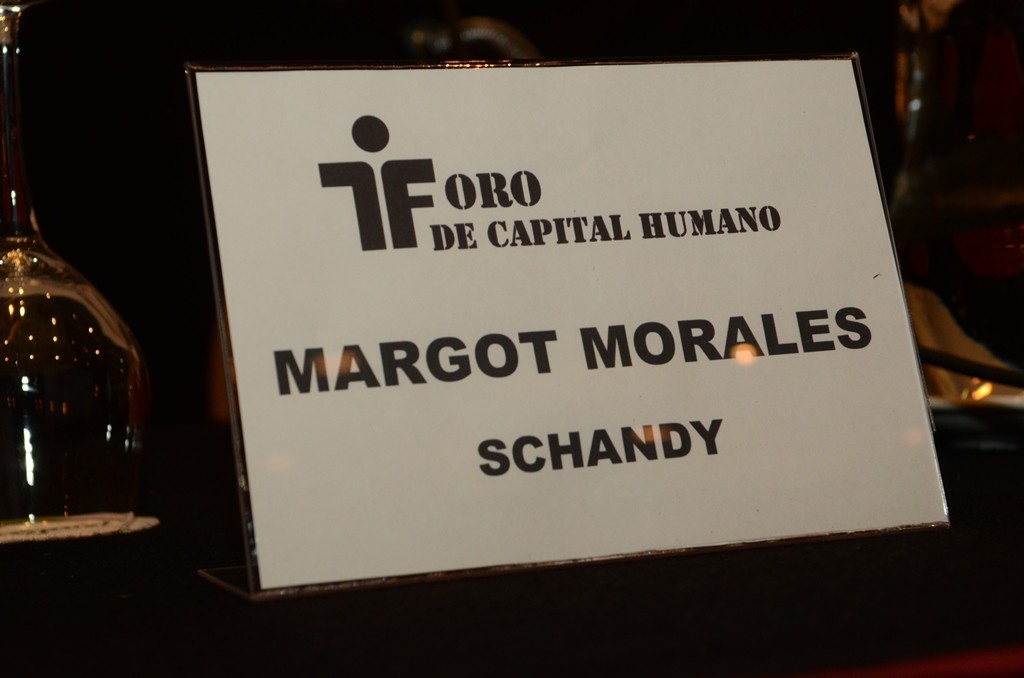 FORO
DE CAPITAL HUMANO
MARGOT MORALES
SCHANDY